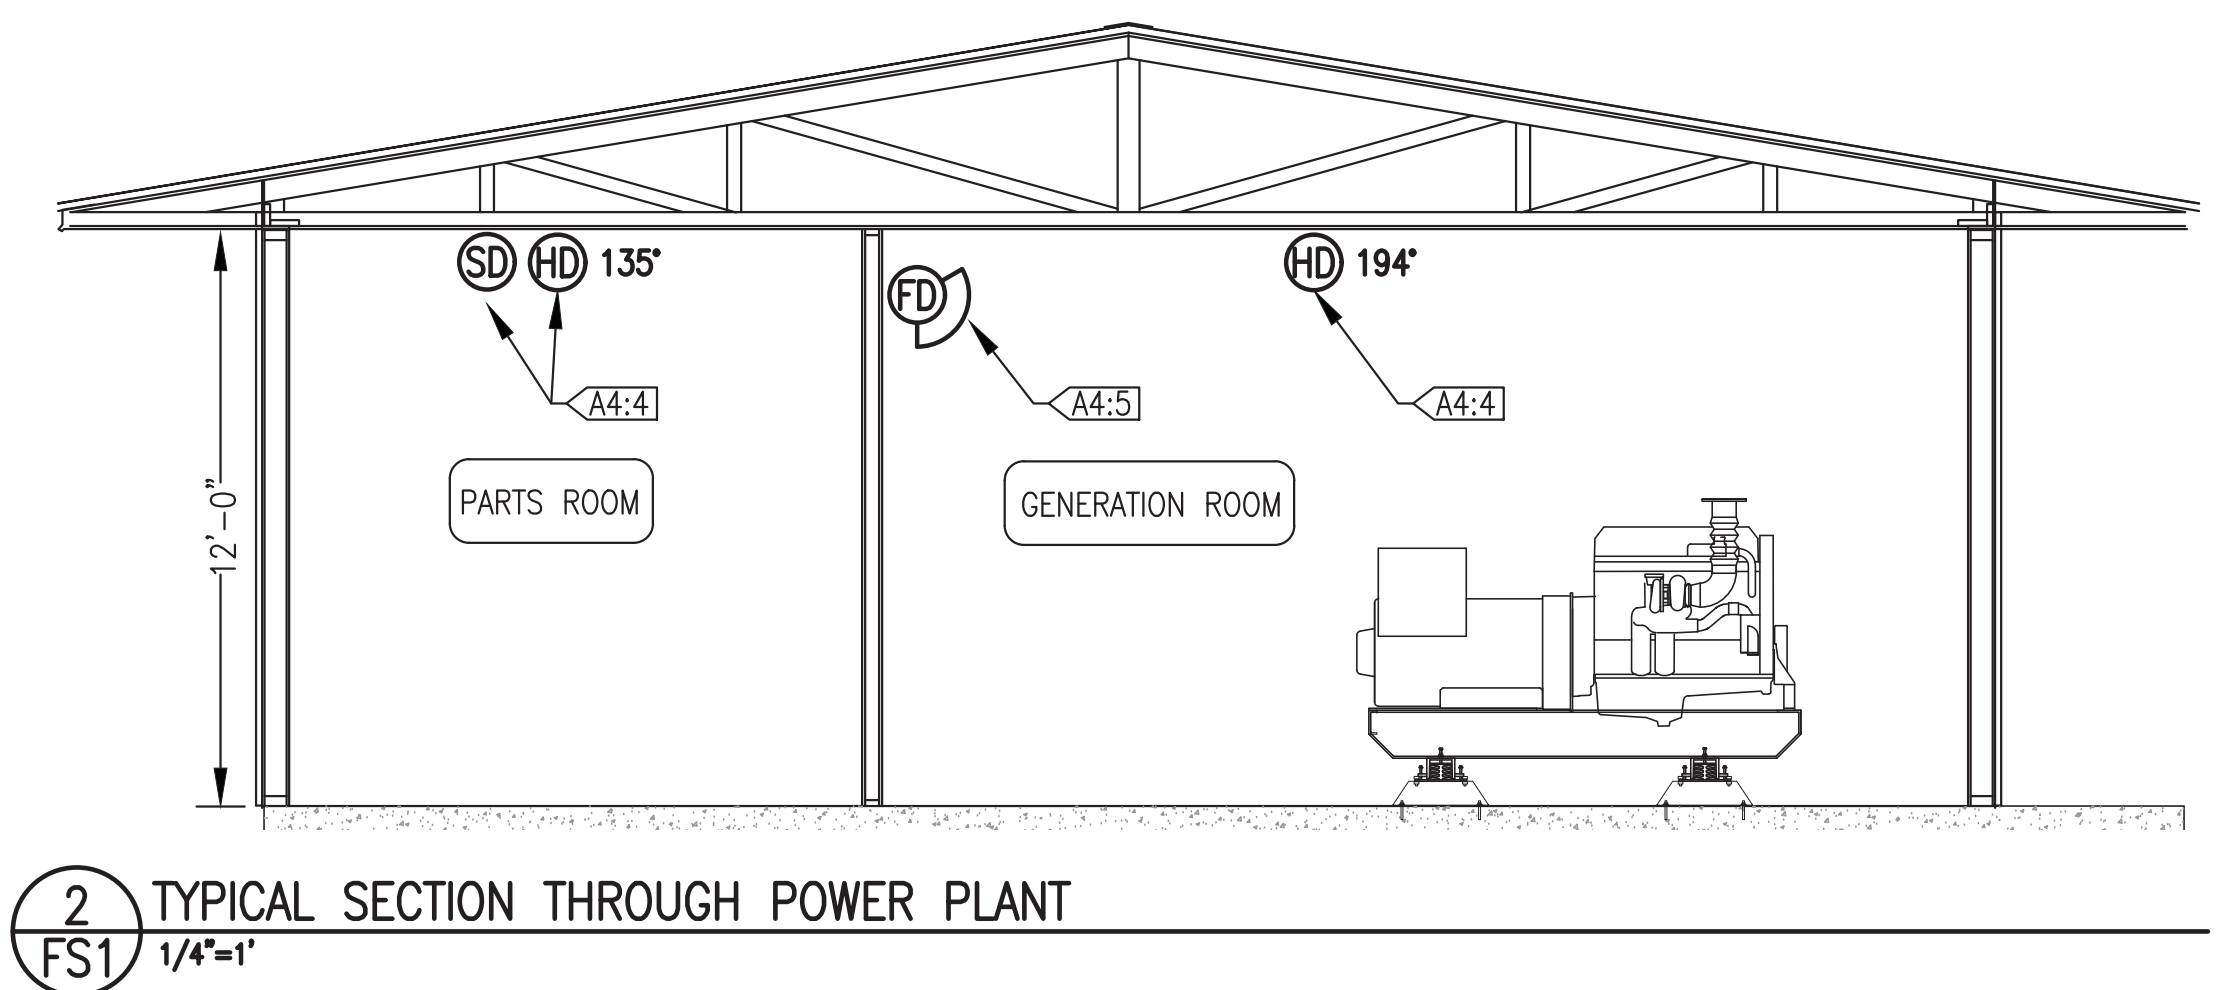 SD HD 135°
FD
HD 194°
A4:4
A4:5
A4:4
PARTS ROOM
GENERATION ROOM
12'-0"
2
FS1
TYPICAL SECTION THROUGH POWER PLANT
1/4"=1'